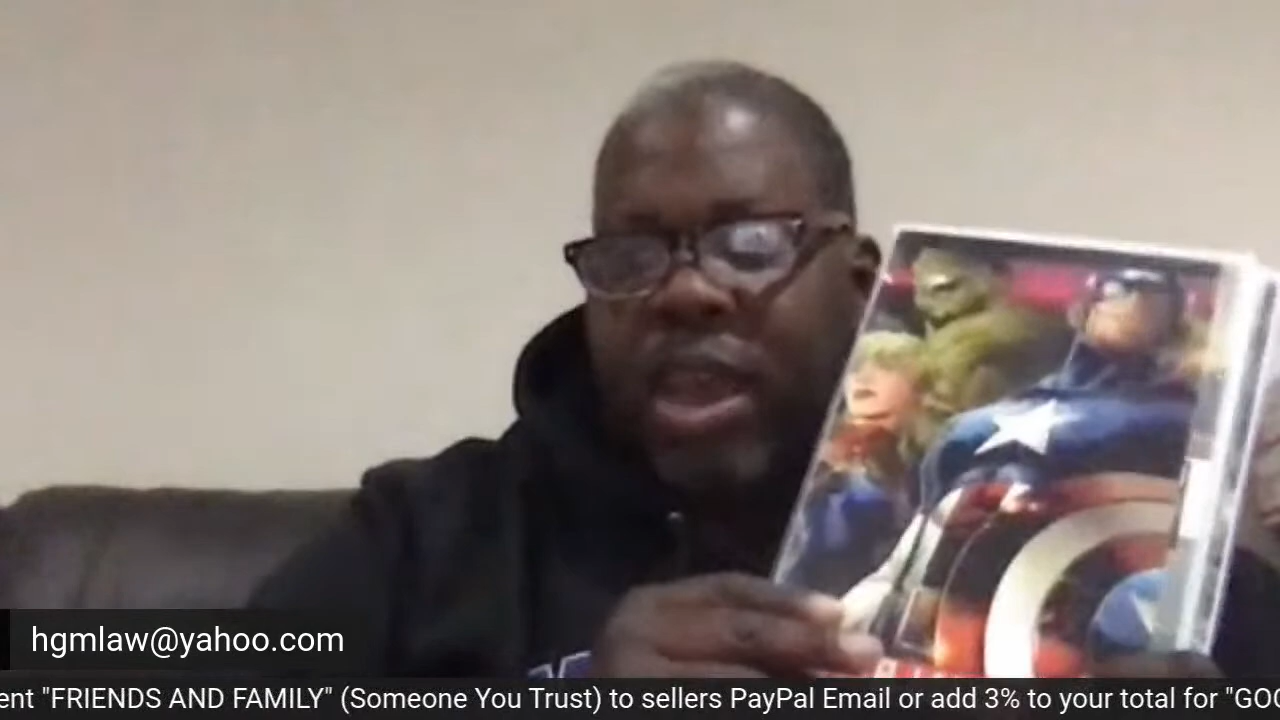 hgmlaw@yahoo.com
ent "FRIENDS AND FAMILY" (Someone You Trust) to sellers PayPal Email or add 3% to your total for "GOO